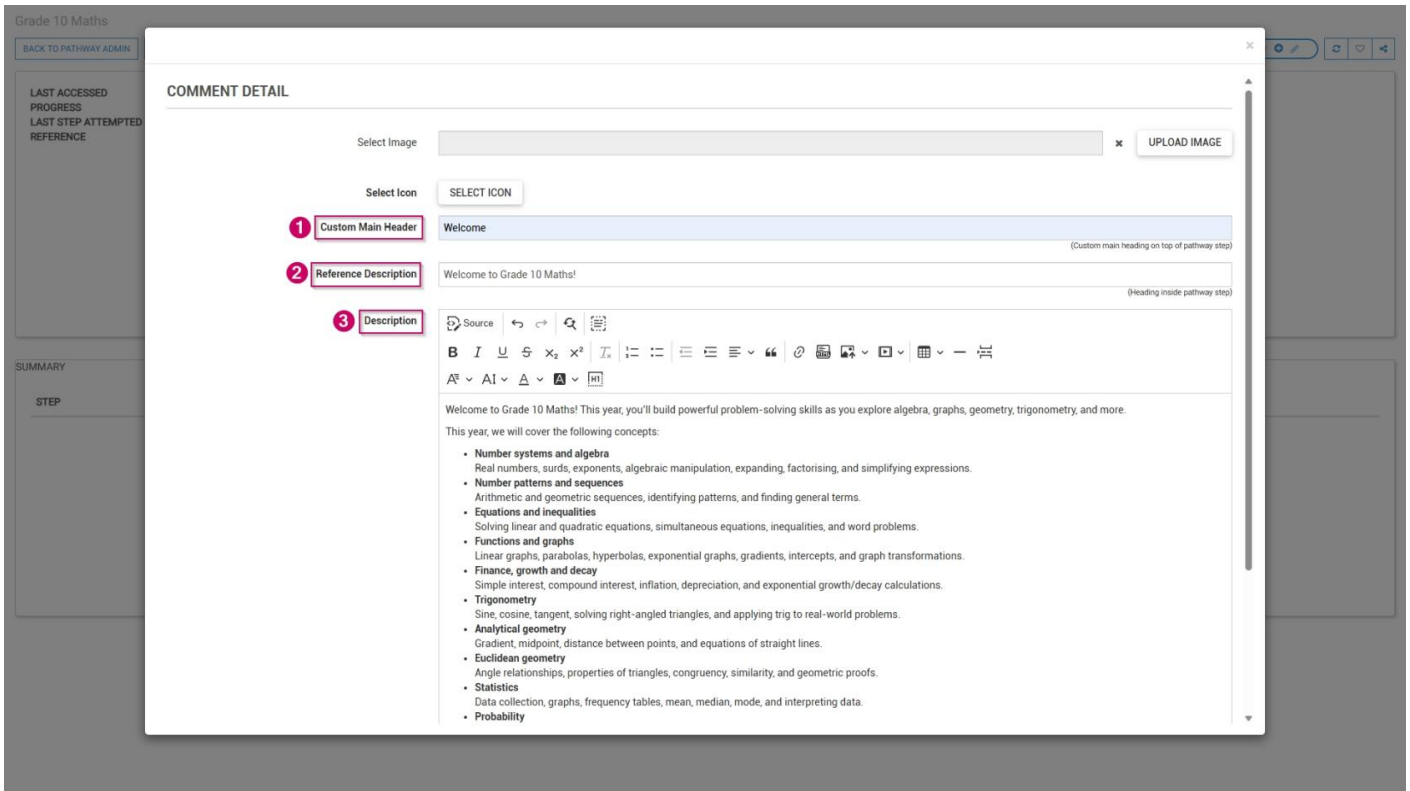 Grade 10 Maths
BACK TO PATHWAY ADMIN
LAST ACCESSED
PROGRESS
LAST STEP ATTEMPTED
REFERENCE
SUMMARY
STEP
×
COMMENT DETAIL
Select Image
UPLOAD IMAGE
Select Icon
SELECT ICON
1 Custom Main Header
Welcome
(Custom main heading on top of pathway step)
2 Reference Description
Welcome to Grade 10 Maths!
(Heading inside pathway step)
3 Description
Source
B I U S x₂ x² Tx
A AI A A H1
Welcome to Grade 10 Maths! This year, you'll build powerful problem-solving skills as you explore algebra, graphs, geometry, trigonometry, and more.
This year, we will cover the following concepts:
• Number systems and algebra
Real numbers, surds, exponents, algebraic manipulation, expanding, factorising, and simplifying expressions.
• Number patterns and sequences
Arithmetic and geometric sequences, identifying patterns, and finding general terms.
• Equations and inequalities
Solving linear and quadratic equations, simultaneous equations, inequalities, and word problems.
• Functions and graphs
Linear graphs, parabolas, hyperbolas, exponential graphs, gradients, intercepts, and graph transformations.
• Finance, growth and decay
Simple interest, compound interest, inflation, depreciation, and exponential growth/decay calculations.
• Trigonometry
Sine, cosine, tangent, solving right-angled triangles, and applying trig to real-world problems.
• Analytical geometry
Gradient, midpoint, distance between points, and equations of straight lines.
• Euclidean geometry
Angle relationships, properties of triangles, congruency, similarity, and geometric proofs.
• Statistics
Data collection, graphs, frequency tables, mean, median, mode, and interpreting data.
• Probability